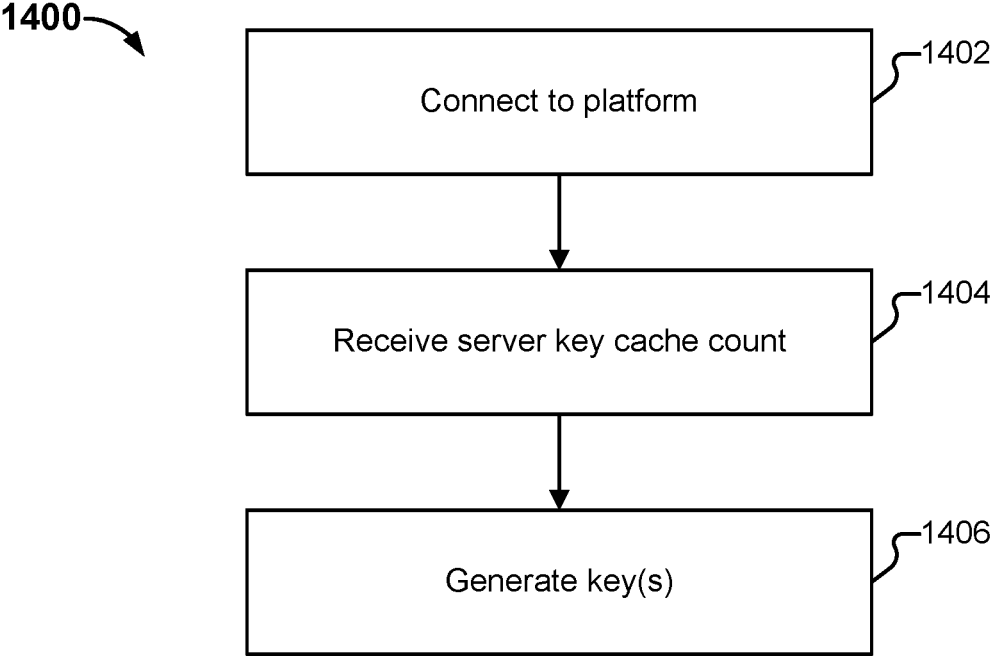 1400
Connect to platform
1402
Receive server key cache count
1404
Generate key(s)
1406